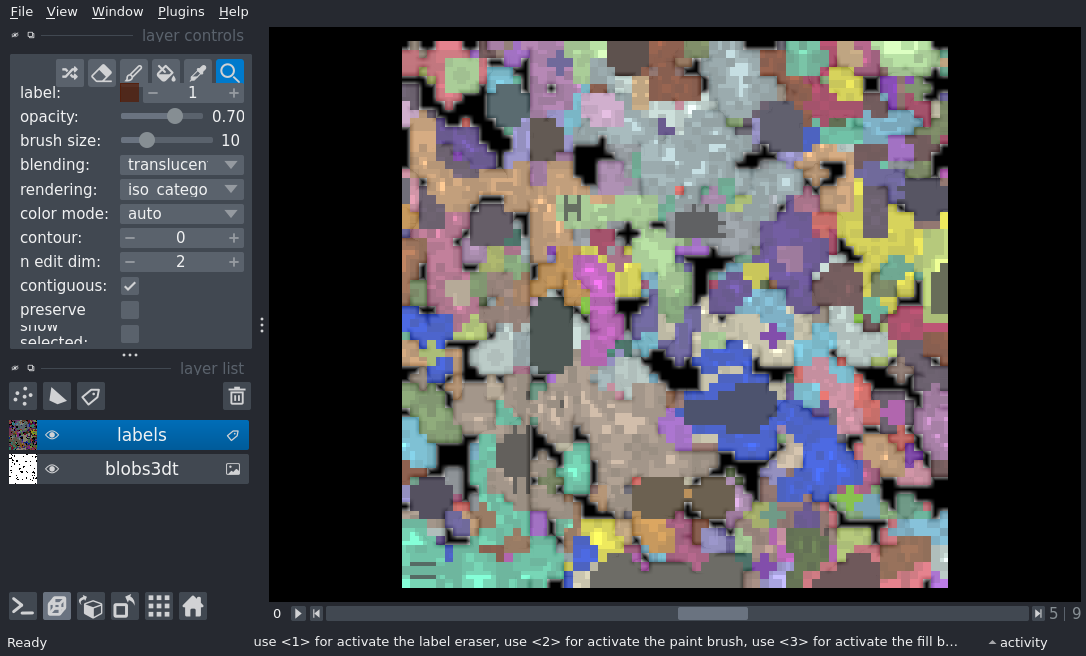 File View Window Plugins Help
layer controls
label: 1
opacity: 0.70
brush size: 10
blending: translucen
rendering: iso catego
color mode: auto
contour: 0
n edit dim: 2
contiguous:
preserve
show
selected:
layer list
labels
blobs3dt
0 5 | 9
Ready use <1> for activate the label eraser, use <2> for activate the paint brush, use <3> for activate the fill b... activity